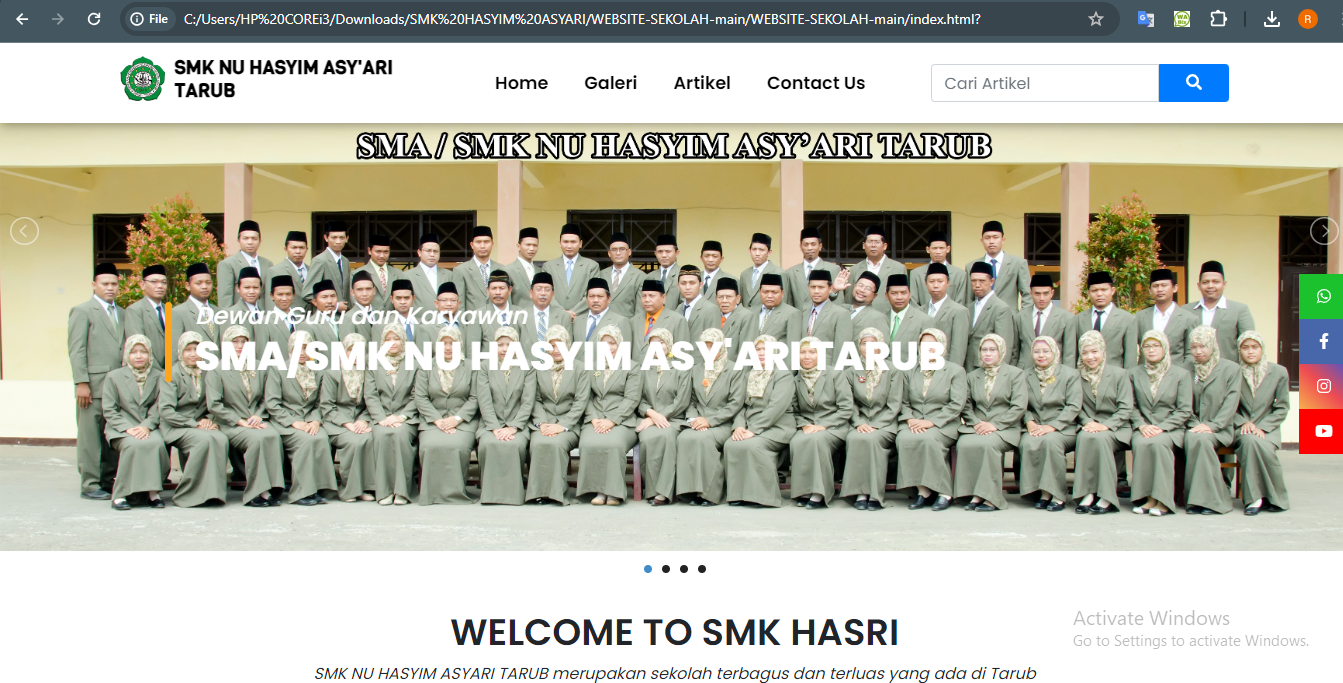 File
C:/Users/HP%20COREi3/Downloads/SMK%20HASYIM%20ASYARI/WEBSITE-SEKOLAH-main/WEBSITE-SEKOLAH-main/index.html?
SMK NU HASYIM ASY'ARI
TARUB
Home
Galeri
Artikel
Contact Us
Cari Artikel
SMA / SMK NU HASYIM ASY'ARI TARUB
Dewan Guru dan Karyawan
SMA/SMK NU HASYIM ASY'ARI TARUB
WELCOME TO SMK HASRI
SMK NU HASYIM ASYARI TARUB merupakan sekolah terbagus dan terluas yang ada di Tarub
Activate Windows
Go to Settings to activate Windows.
R